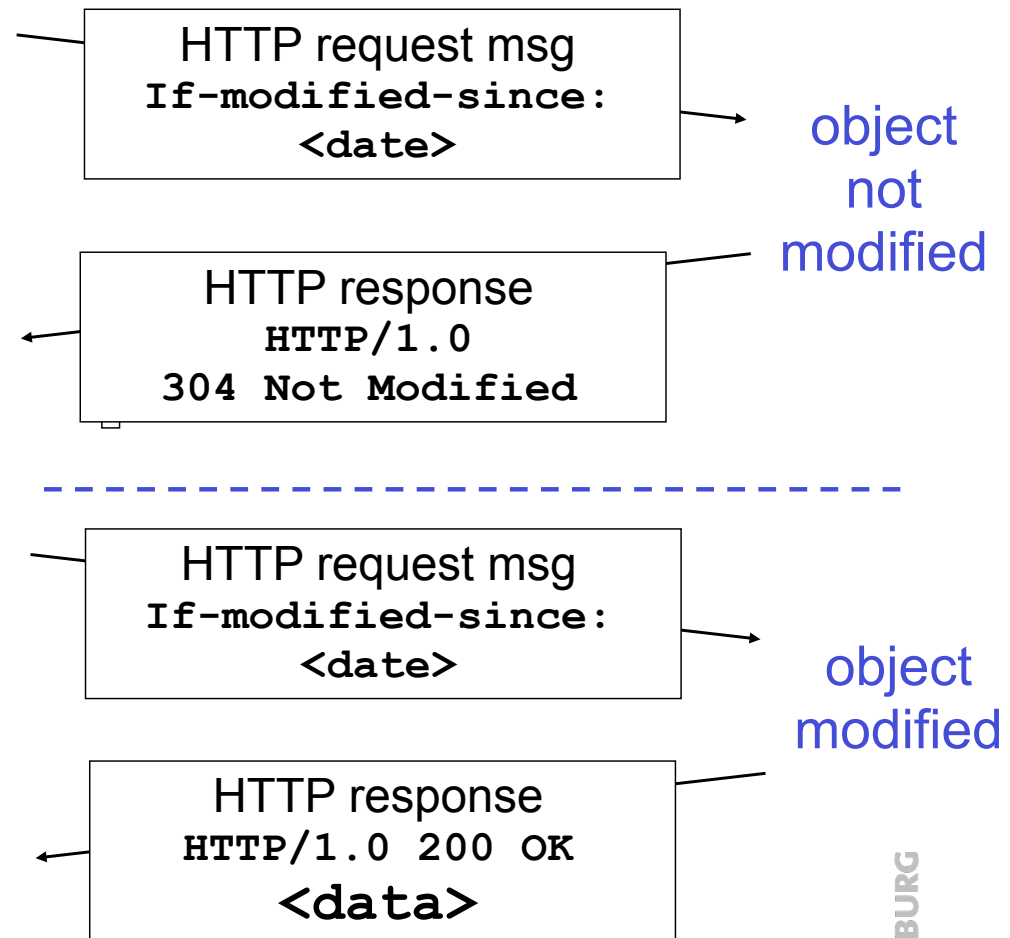 HTTP request msg
If-modified-since:
<date>
object
not
modified
HTTP response
HTTP/1.0
304 Not Modified
HTTP request msg
If-modified-since:
<date>
object
modified
HTTP response
HTTP/1.0 200 OK
<data>
BURG